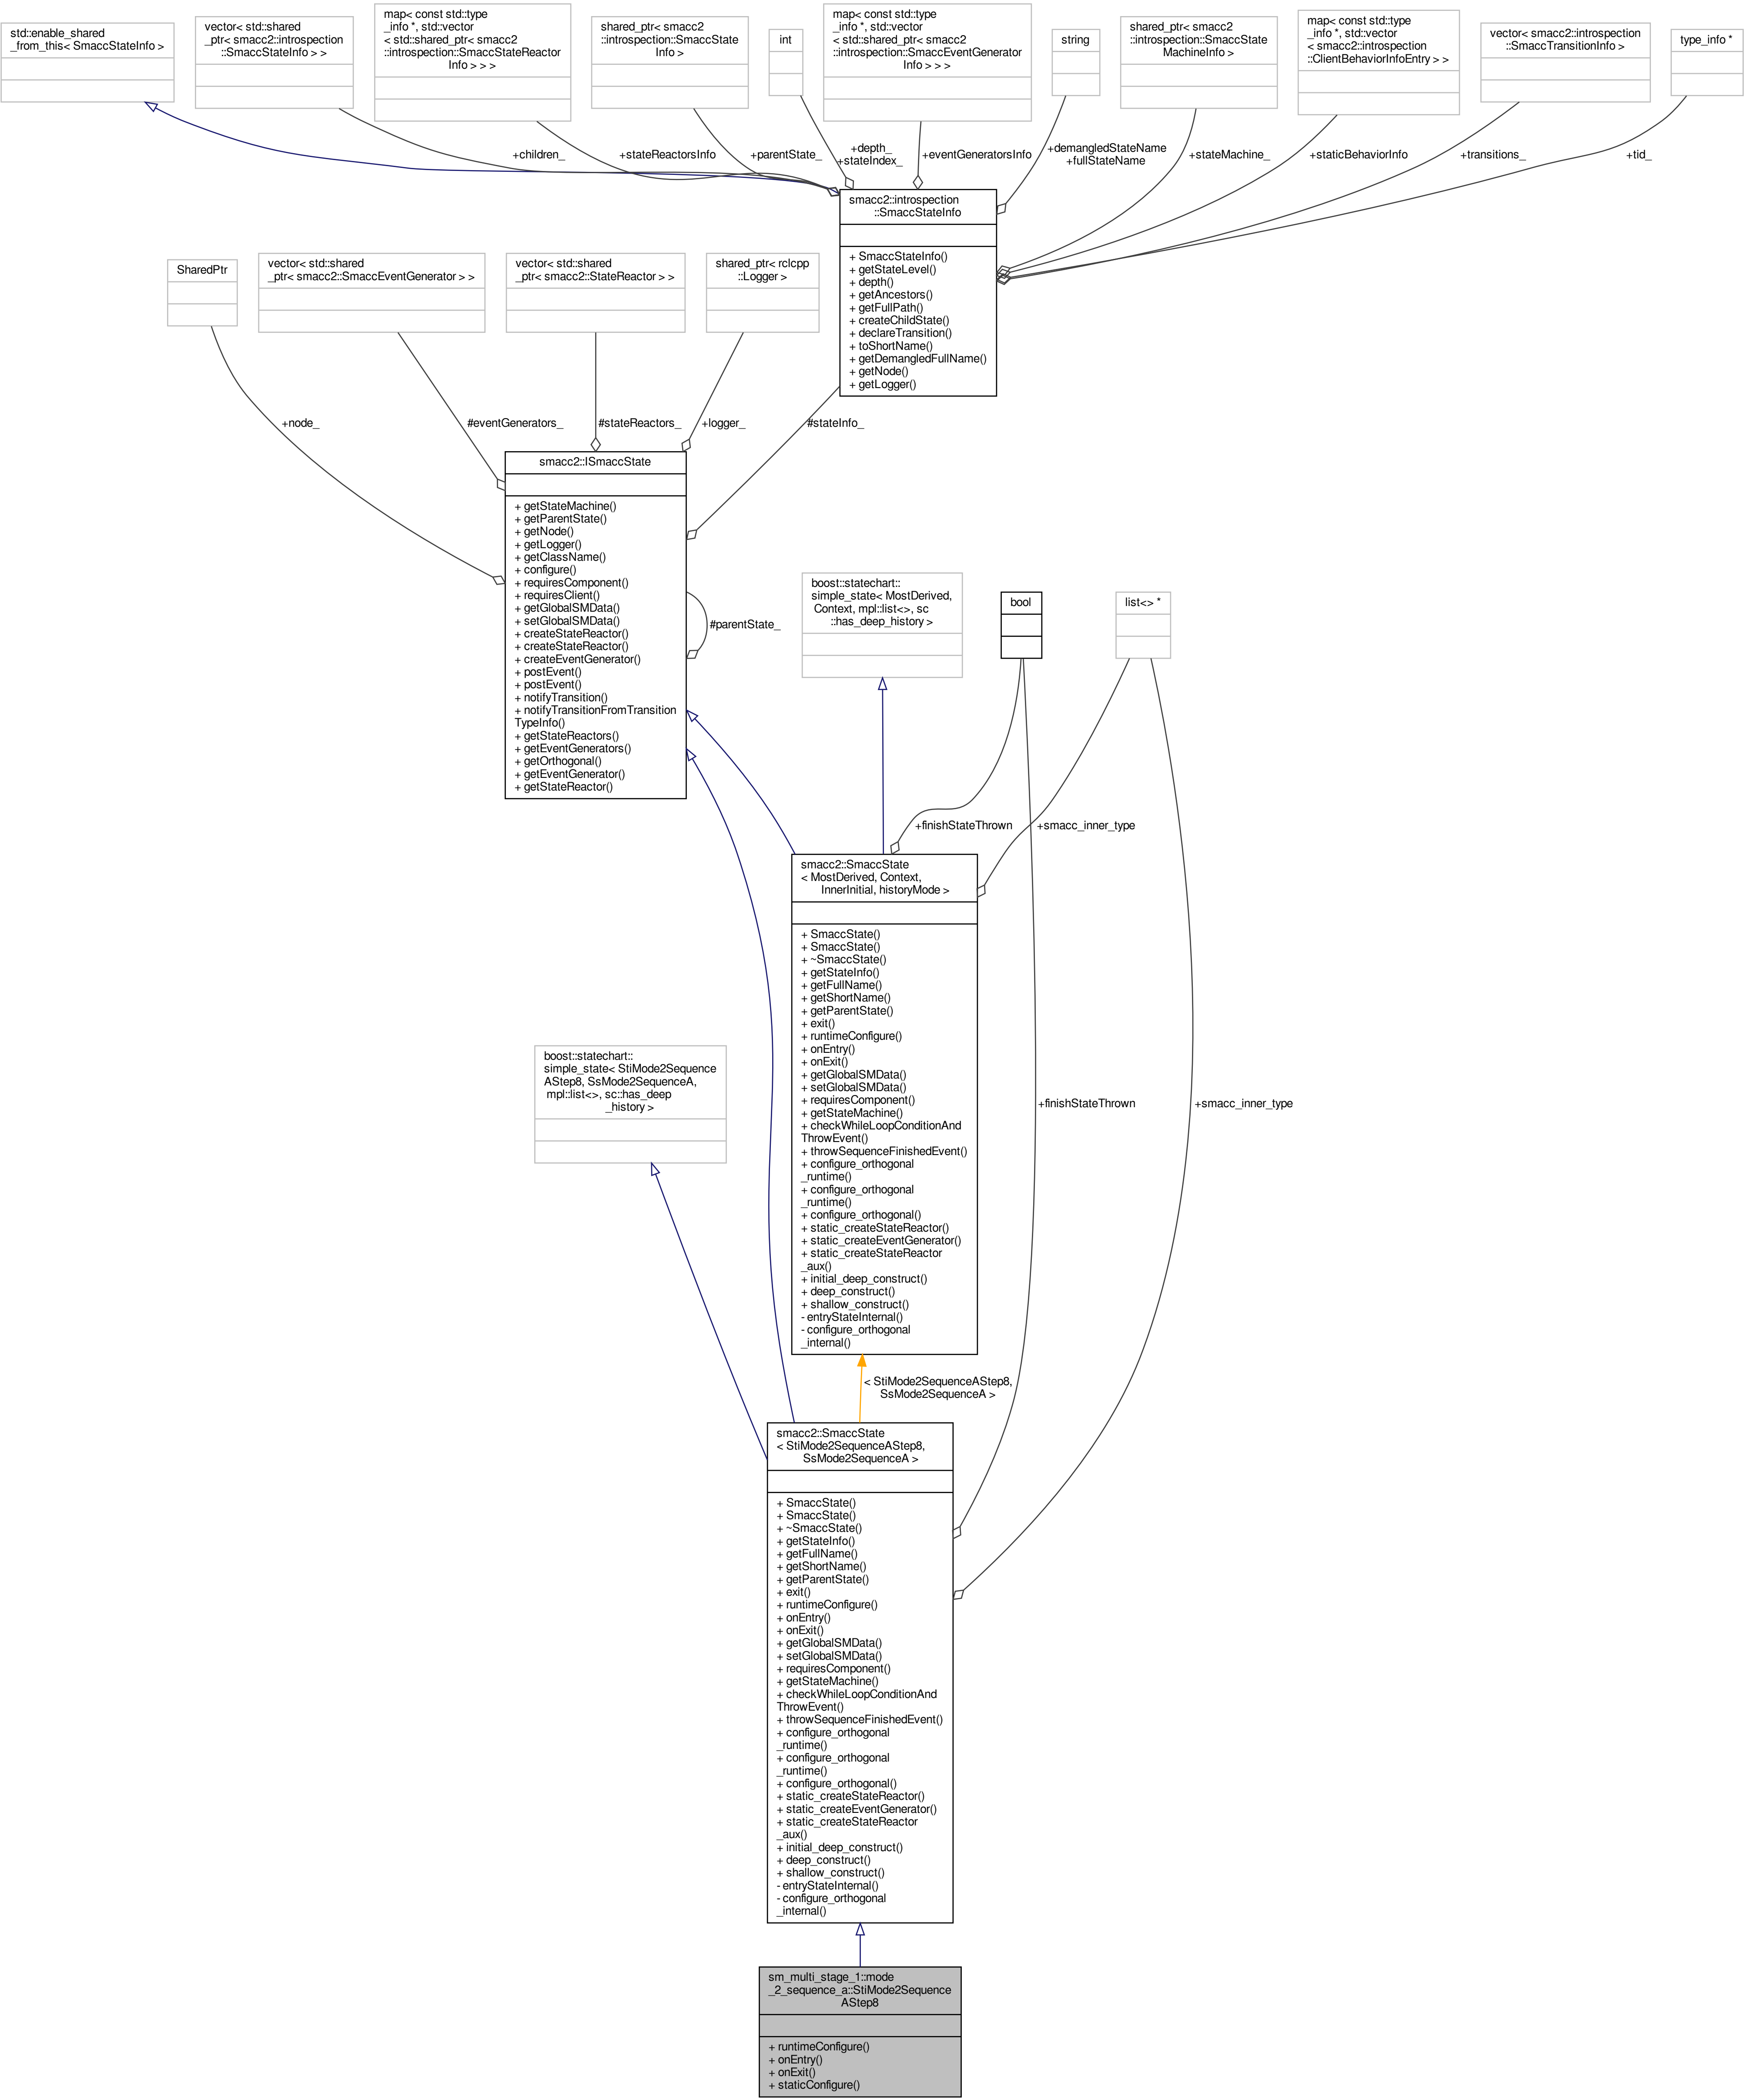 std::enable_shared
_from_this< SmaccStateInfo >
vector< std::shared
_ptr< smacc2::introspection
::SmaccStateInfo > >
map< const std::type
_info *, std::vector
< std::shared_ptr< smacc2
::introspection::SmaccStateReactor
Info > > >
shared_ptr< smacc2
::introspection::SmaccState
Info >
int
map< const std::type
_info *, std::vector
< std::shared_ptr< smacc2
::introspection::SmaccEventGenerator
Info > > >
string
shared_ptr< smacc2
::introspection::SmaccState
MachineInfo >
map< const std::type
_info *, std::vector
< smacc2::introspection
::ClientBehaviorInfoEntry > >
vector< smacc2::introspection
::SmaccTransitionInfo >
type_info *
+children_
+stateReactorsInfo
+parentState_
+depth_
+stateIndex_
+eventGeneratorsInfo
+demangledStateName
+fullStateName
+stateMachine_
+staticBehaviorInfo
+transitions_
+tid_
smacc2::introspection
::SmaccStateInfo
+ SmaccStateInfo()
+ getStateLevel()
+ depth()
+ getAncestors()
+ getFullPath()
+ createChildState()
+ declareTransition()
+ toShortName()
+ getDemangledFullName()
+ getNode()
+ getLogger()
SharedPtr
vector< std::shared
_ptr< smacc2::SmaccEventGenerator > >
vector< std::shared
_ptr< smacc2::StateReactor > >
shared_ptr< rclcpp
::Logger >
+node_
#eventGenerators_
#stateReactors_
+logger_
#stateInfo_
smacc2::ISmaccState
+ getStateMachine()
+ getParentState()
+ getNode()
+ getLogger()
+ getClassName()
+ configure()
+ requiresComponent()
+ requiresClient()
+ getGlobalSMData()
+ setGlobalSMData()
+ createStateReactor()
+ createStateReactor()
+ createEventGenerator()
+ postEvent()
+ postEvent()
+ notifyTransition()
+ notifyTransitionFromTransition
TypeInfo()
+ getStateReactors()
+ getEventGenerators()
+ getOrthogonal()
+ getEventGenerator()
+ getStateReactor()
#parentState_
boost::statechart::
simple_state< MostDerived,
Context, mpl::list<>, sc
::has_deep_history >
bool
list<> *
+finishStateThrown
+smacc_inner_type
smacc2::SmaccState
< MostDerived, Context,
InnerInitial, historyMode >
+ SmaccState()
+ SmaccState()
+ ~SmaccState()
+ getStateInfo()
+ getFullName()
+ getShortName()
+ getParentState()
+ exit()
+ runtimeConfigure()
+ onEntry()
+ onExit()
+ getGlobalSMData()
+ setGlobalSMData()
+ requiresComponent()
+ getStateMachine()
+ checkWhileLoopConditionAnd
ThrowEvent()
+ throwSequenceFinishedEvent()
+ configure_orthogonal
_runtime()
+ configure_orthogonal
_runtime()
+ configure_orthogonal()
+ static_createStateReactor()
+ static_createEventGenerator()
+ static_createStateReactor
_aux()
+ initial_deep_construct()
+ deep_construct()
+ shallow_construct()
- entryStateInternal()
- configure_orthogonal
_internal()
boost::statechart::
simple_state< StiMode2Sequence
AStep8, SsMode2SequenceA,
mpl::list<>, sc::has_deep
_history >
+finishStateThrown
+smacc_inner_type
< StiMode2SequenceAStep8,
SsMode2SequenceA >
smacc2::SmaccState
< StiMode2SequenceAStep8,
SsMode2SequenceA >
+ SmaccState()
+ SmaccState()
+ ~SmaccState()
+ getStateInfo()
+ getFullName()
+ getShortName()
+ getParentState()
+ exit()
+ runtimeConfigure()
+ onEntry()
+ onExit()
+ getGlobalSMData()
+ setGlobalSMData()
+ requiresComponent()
+ getStateMachine()
+ checkWhileLoopConditionAnd
ThrowEvent()
+ throwSequenceFinishedEvent()
+ configure_orthogonal
_runtime()
+ configure_orthogonal
_runtime()
+ configure_orthogonal()
+ static_createStateReactor()
+ static_createEventGenerator()
+ static_createStateReactor
_aux()
+ initial_deep_construct()
+ deep_construct()
+ shallow_construct()
- entryStateInternal()
- configure_orthogonal
_internal()
sm_multi_stage_1::mode
_2_sequence_a::StiMode2Sequence
AStep8
+ runtimeConfigure()
+ onEntry()
+ onExit()
+ staticConfigure()